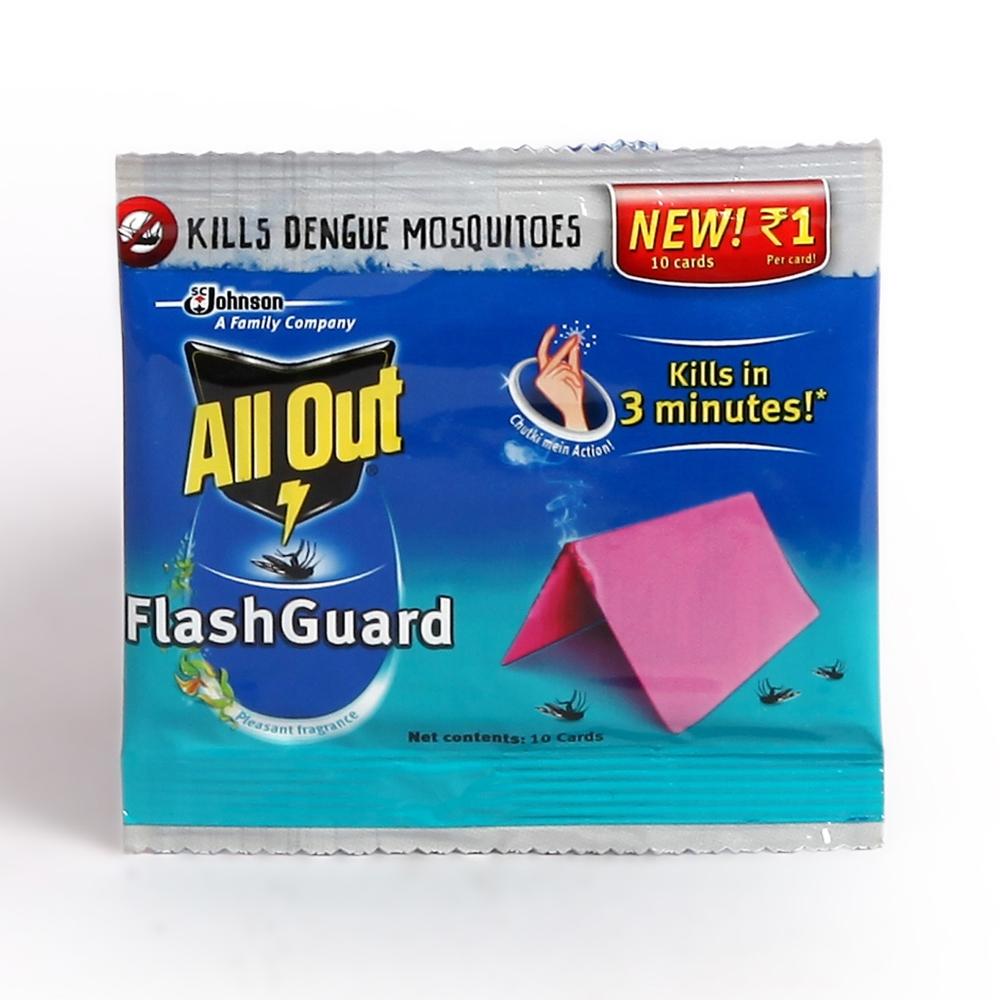 KILLS DENGUE MOSQUITOES
NEW! ₹1
10 cards Per card!
SC Johnson
A Family Company
All Out®
Kills in
3 minutes!*
Chutki mein Action!
FlashGuard
Pleasant fragrance
Net contents: 10 Cards